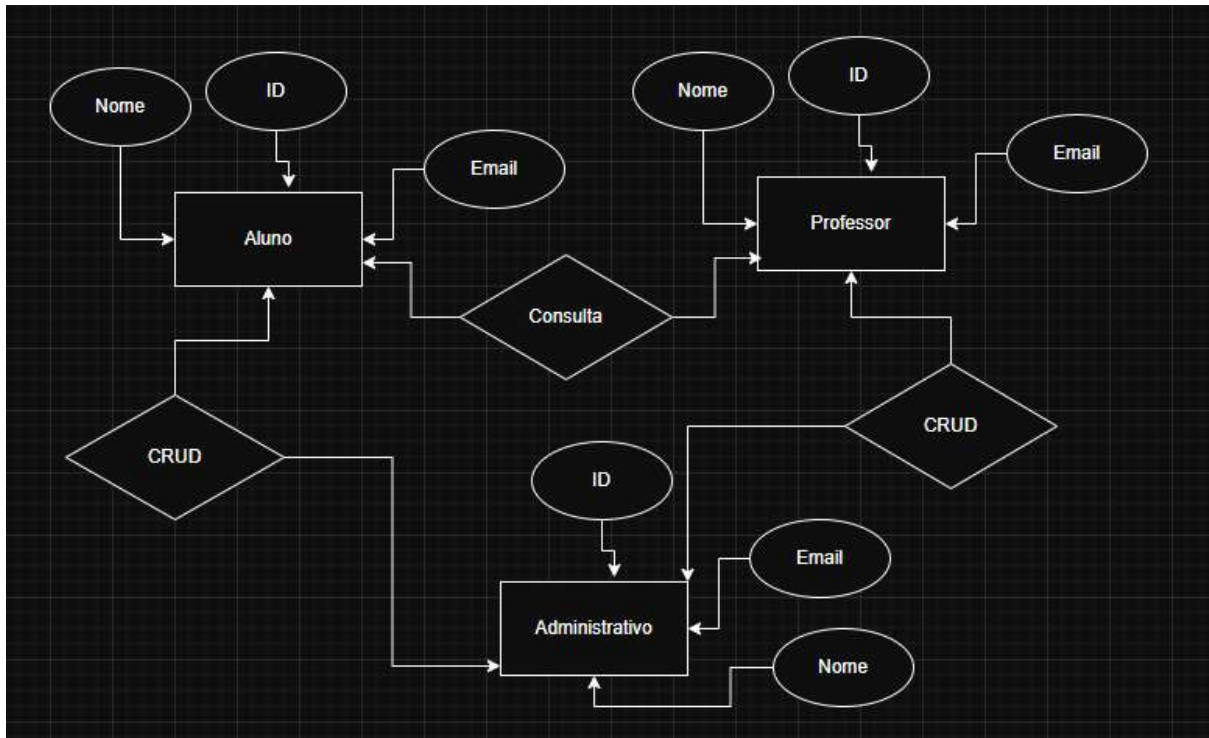 Nome
ID
Email
Aluno
Nome
ID
Email
Professor
Consulta
CRUD
CRUD
ID
Email
Administrativo
Nome